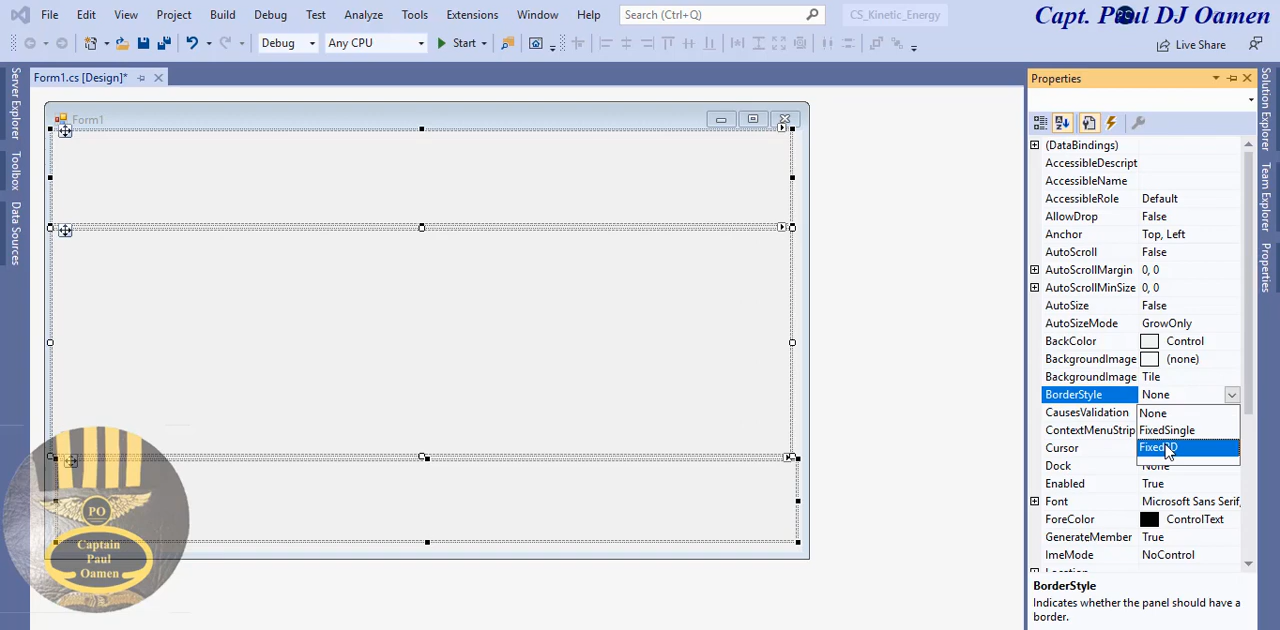 File Edit View Project Build Debug Test Analyze Tools Extensions Window Help Search (Ctrl+Q) CS_Kinetic_Energy
Capt. Paul DJ Oamen
Debug Any CPU Start Live Share
Form1.cs [Design]*
Properties
Server Explorer
Toolbox
Data Sources
Form1
Solution Explorer
Team Explorer
Properties
(DataBindings)
AccessibleDescript
AccessibleName
AccessibleRole Default
AllowDrop False
Anchor Top, Left
AutoScroll False
AutoScrollMargin 0, 0
AutoScrollMinSize 0, 0
AutoSize False
AutoSizeMode GrowOnly
BackColor Control
BackgroundImage (none)
BackgroundImage Tile
BorderStyle None
CausesValidation None
ContextMenuStrip FixedSingle
Cursor Fixed3D
Dock None
Enabled True
Font Microsoft Sans Serif,
ForeColor ControlText
GenerateMember True
ImeMode NoControl
BorderStyle
Indicates whether the panel should have a
border.
PO
Captain
Paul
Oamen